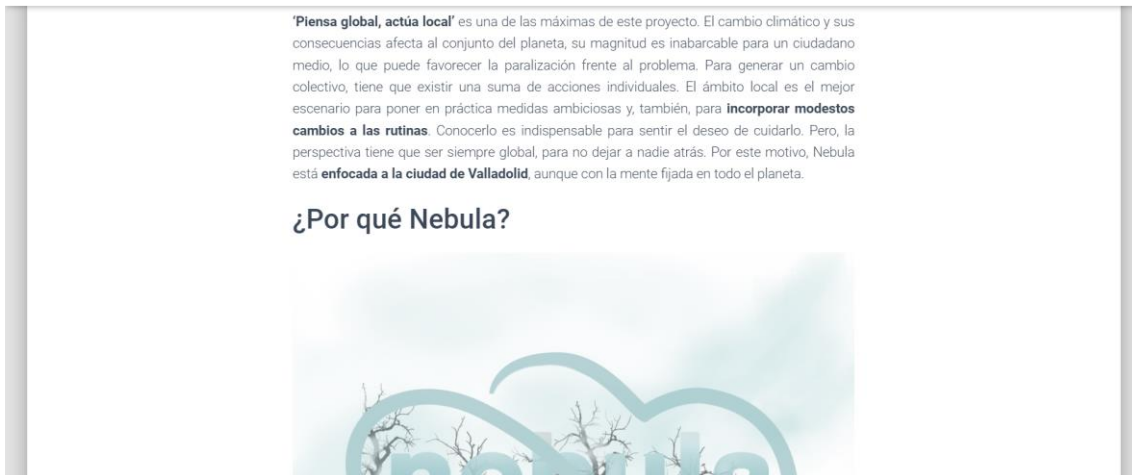 ‘Piensa global, actúa local’ es una de las máximas de este proyecto. El cambio climático y sus
consecuencias afecta al conjunto del planeta, su magnitud es inabarcable para un ciudadano
medio, lo que puede favorecer la paralización frente al problema. Para generar un cambio
colectivo, tiene que existir una suma de acciones individuales. El ámbito local es el mejor
escenario para poner en práctica medidas ambiciosas y, también, para incorporar modestos
cambios a las rutinas. Conocerlo es indispensable para sentir el deseo de cuidarlo. Pero, la
perspectiva tiene que ser siempre global, para no dejar a nadie atrás. Por este motivo, Nebula
está enfocada a la ciudad de Valladolid, aunque con la mente fijada en todo el planeta.
¿Por qué Nebula?
nebula